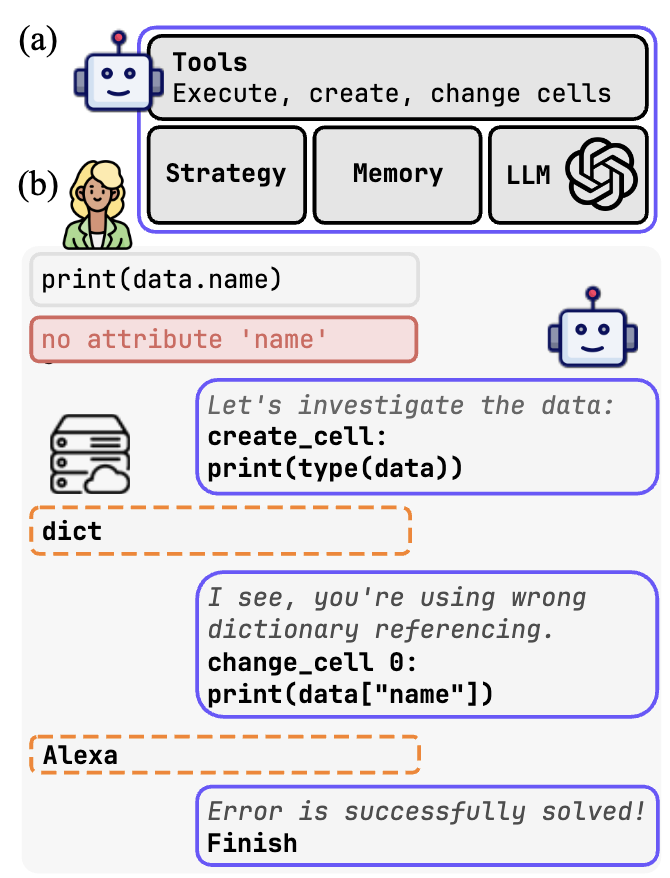 (a)
Tools
Execute, create, change cells
Strategy
Memory
LLM
(b)
print(data.name)
no attribute 'name'
Let's investigate the data:
create_cell:
print(type(data))
dict
I see, you're using wrong
dictionary referencing.
change_cell 0:
print(data["name"])
Alexa
Error is successfully solved!
Finish